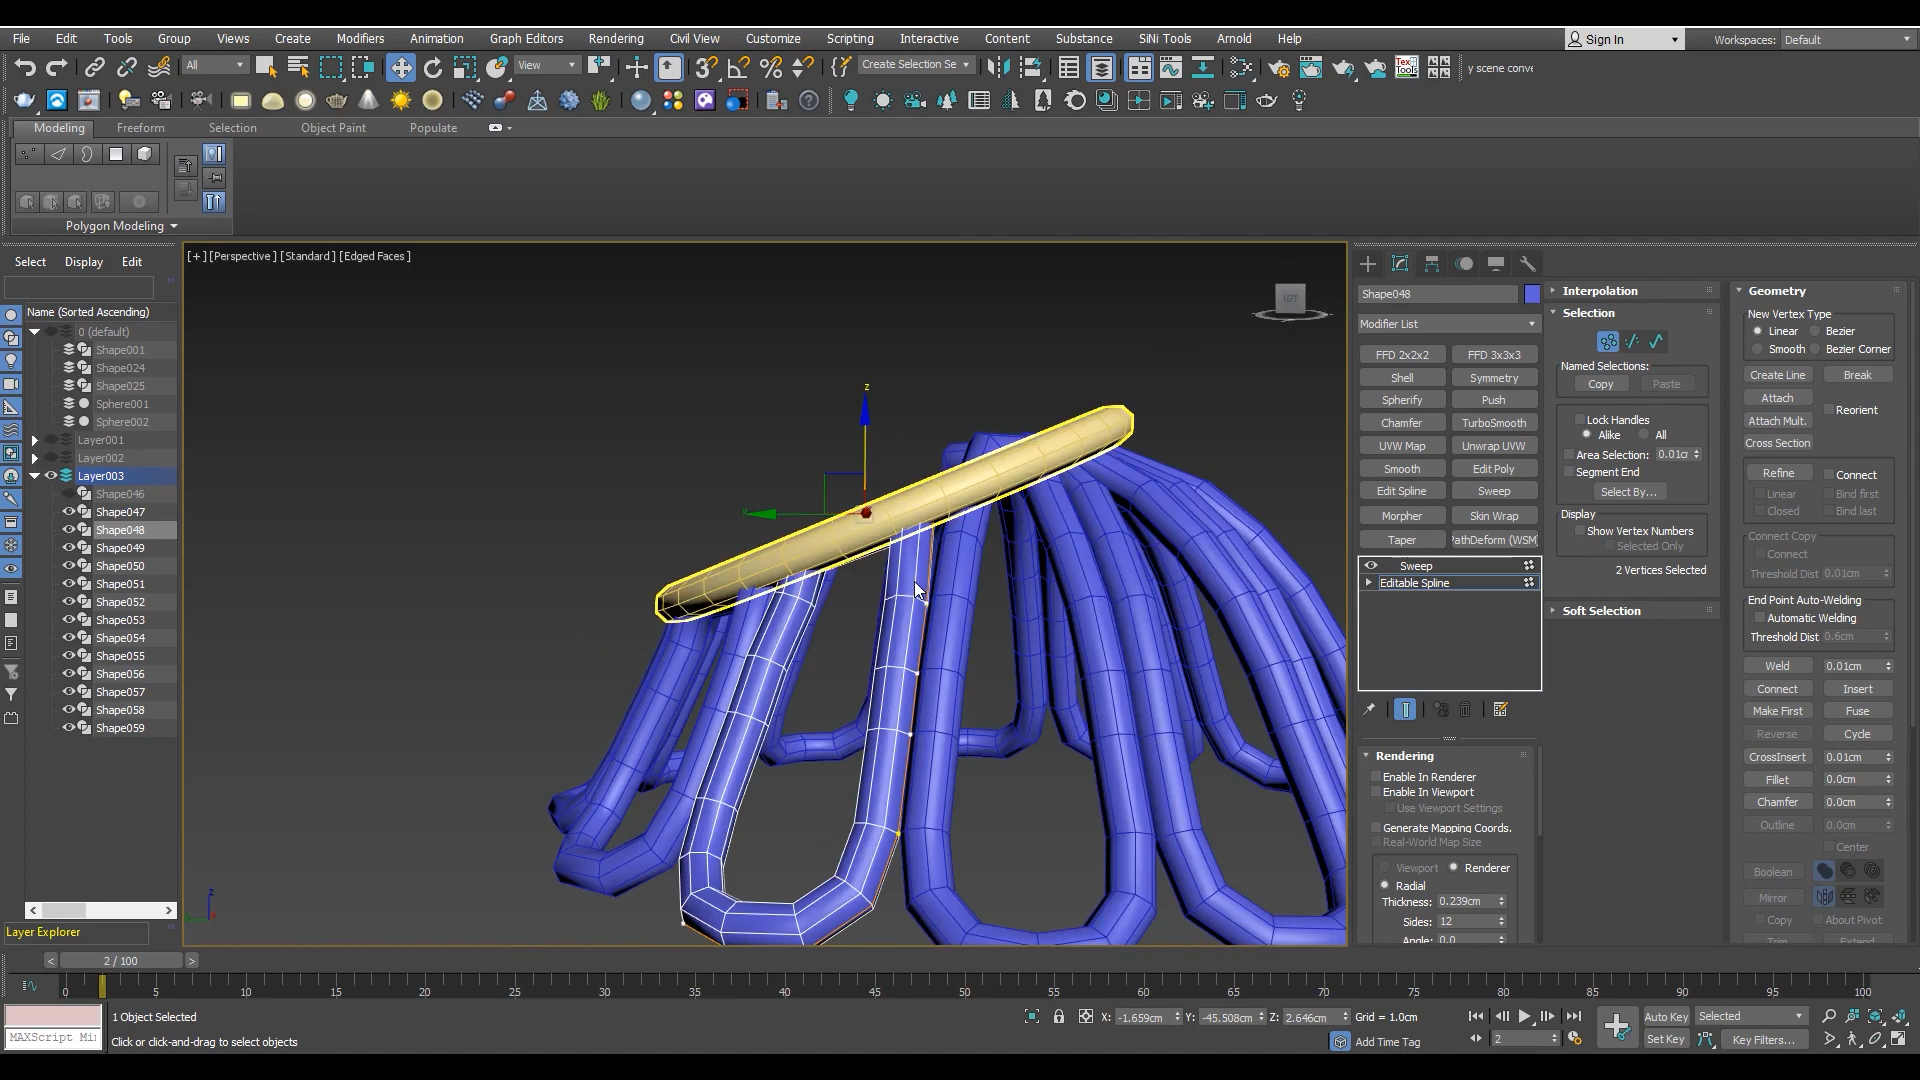 File Edit Tools Group Views Create Modifiers Animation Graph Editors Rendering Civil View Customize Scripting Interactive Content Substance SiNi Tools Arnold Help Sign In Workspaces: Default
All View Create Selection Se y scene conve
Modeling Freeform Selection Object Paint Populate
Polygon Modeling
Select Display Edit
[+] [Perspective ] [Standard ] [Edged Faces ]
Name (Sorted Ascending)
0 (default)
Shape001
Shape024
Shape025
Sphere001
Sphere002
Layer001
Layer002
Layer003
Shape046
Shape047
Shape048
Shape049
Shape050
Shape051
Shape052
Shape053
Shape054
Shape055
Shape056
Shape057
Shape058
Shape059
Layer Explorer
z
y
LEFT
z
Shape048
Modifier List
FFD 2x2x2 FFD 3x3x3
Shell Symmetry
Spherify Push
Chamfer TurboSmooth
UVW Map Unwrap UVW
Smooth Edit Poly
Edit Spline Sweep
Morpher Skin Wrap
Taper PathDeform (WSM)
Sweep
Editable Spline
Rendering
Enable In Renderer
Enable In Viewport
Use Viewport Settings
Generate Mapping Coords.
Real-World Map Size
Viewport Renderer
Radial
Thickness: 0.239cm
Sides: 12
Angle: 0.0
Interpolation
Selection
Named Selections:
Copy Paste
Lock Handles
Alike All
Area Selection: 0.01cr
Segment End
Select By...
Display
Show Vertex Numbers
Selected Only
2 Vertices Selected
Soft Selection
Geometry
New Vertex Type
Linear Bezier
Smooth Bezier Corner
Create Line Break
Attach Reorient
Attach Mult.
Cross Section
Refine Connect
Linear Bind first
Closed Bind last
Connect Copy
Connect
Threshold Dist 0.01cm
End Point Auto-Welding
Automatic Welding
Threshold Dist 0.6cm
Weld 0.01cm
Connect Insert
Make First Fuse
Reverse Cycle
CrossInsert 0.01cm
Fillet 0.0cm
Chamfer 0.0cm
Outline 0.0cm
Center
Boolean
Mirror
Copy About Pivot
Trim Extend
< 2 / 100 >
0 5 10 15 20 25 30 35 40 45 50 55 60 65 70 75 80 85 90 95 100
MAXScript Mi
1 Object Selected
Click or click-and-drag to select objects
X: -1.659cm Y: -45.508cm Z: 2.646cm Grid = 1.0cm
Add Time Tag
2
Auto Key Selected
Set Key Key Filters...